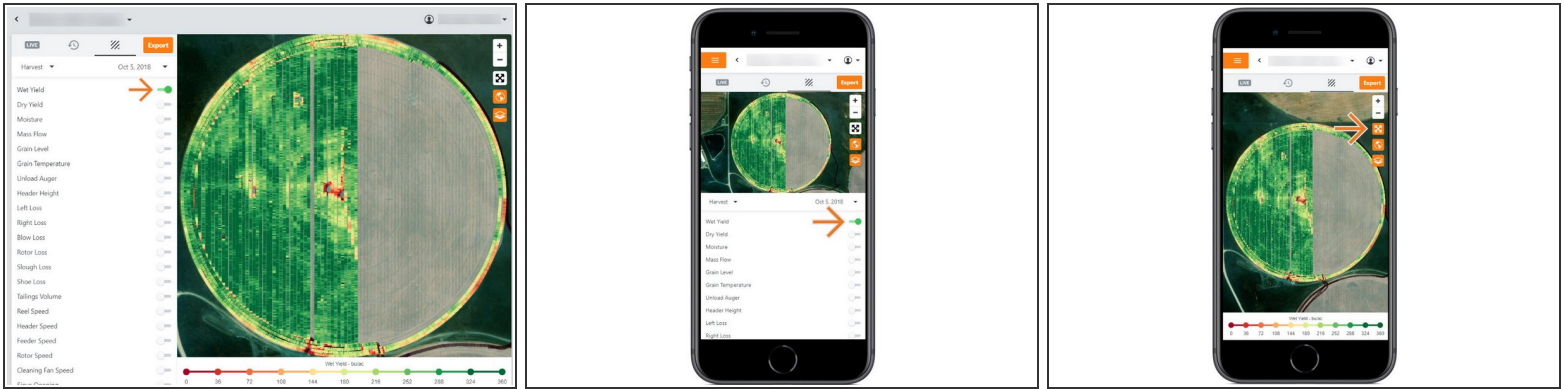 LIVE
Export
Harvest Oct 5, 2018
Wet Yield
Dry Yield
Moisture
Mass Flow
Grain Level
Grain Temperature
Unload Auger
Header Height
Left Loss
Right Loss
Blow Loss
Rotor Loss
Slough Loss
Shoe Loss
Tailings Volume
Reel Speed
Header Speed
Feeder Speed
Rotor Speed
Cleaning Fan Speed
+
-
Wet Yield - bu/ac
0 36 72 108 144 180 216 252 288 324 360
LIVE
Export
+
-
Harvest Oct 5, 2018
Wet Yield
Dry Yield
Moisture
Mass Flow
Grain Level
Grain Temperature
Unload Auger
Header Height
Left Loss
Right Loss
LIVE
Export
+
-
Wet Yield - bu/ac
0 36 72 108 144 180 216 252 288 324 360